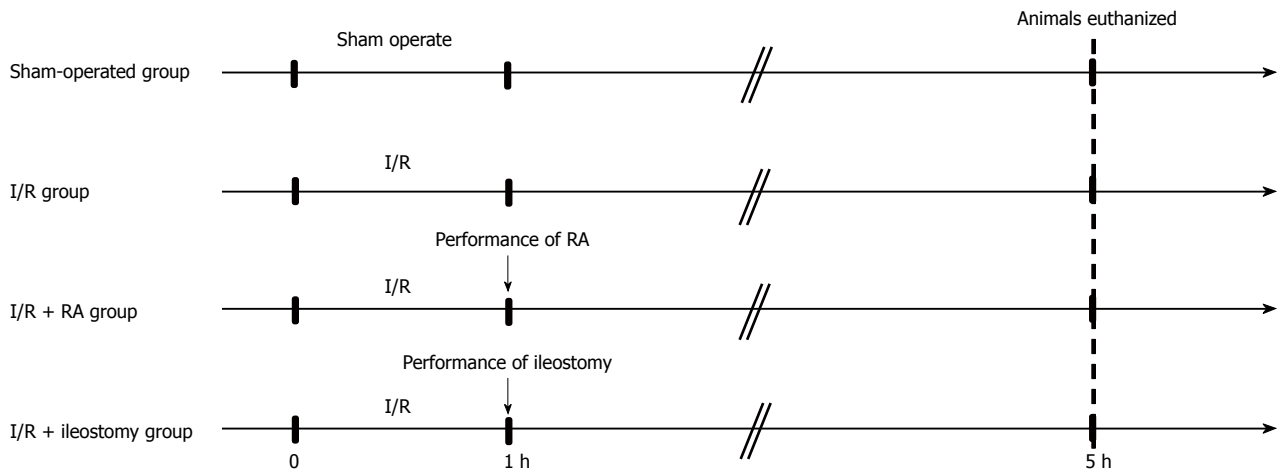 Animals euthanized
Sham operate
Sham-operated group
I/R
I/R group
Performance of RA
I/R
I/R + RA group
Performance of ileostomy
I/R
I/R + ileostomy group
0 1 h 5 h